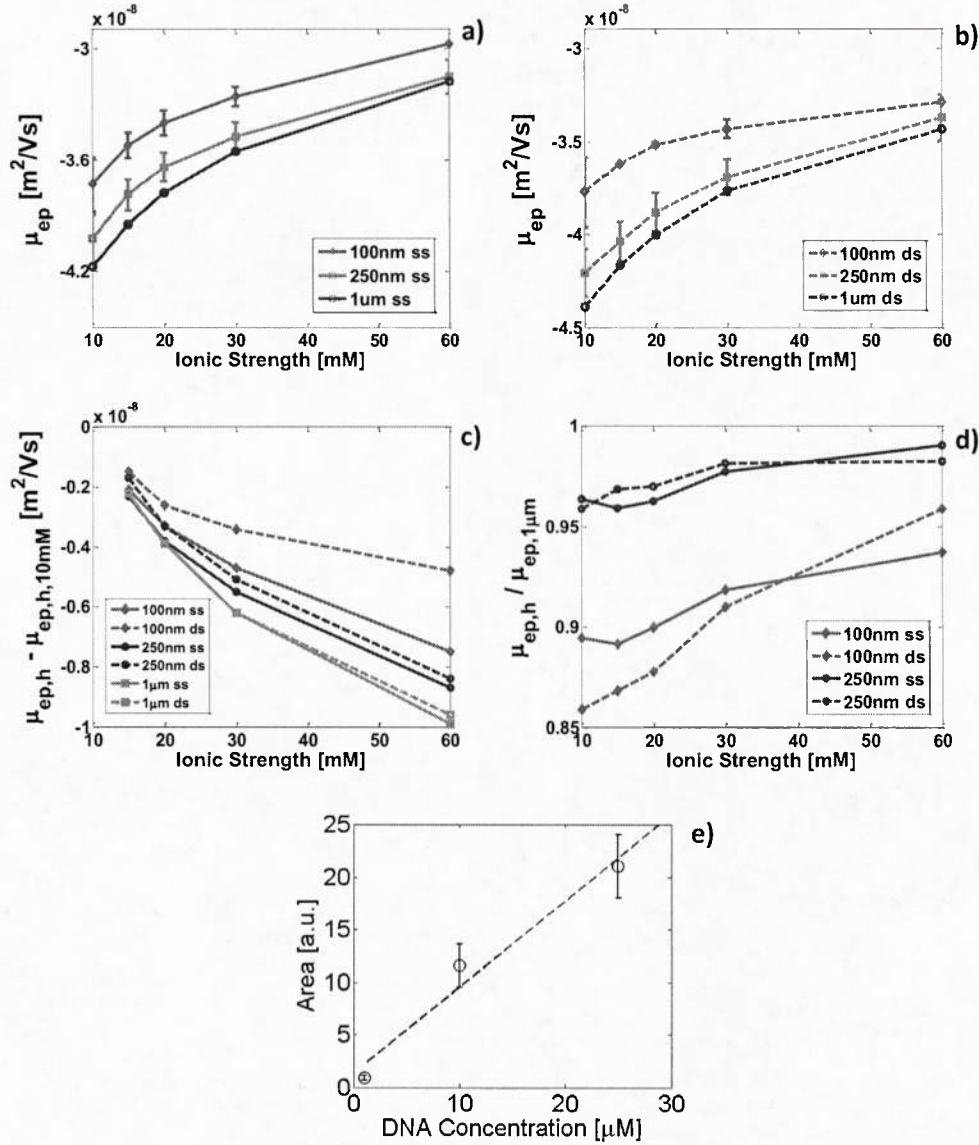 x 10⁻⁸
a)
-3
-3.6
-4.2
μep [m²/Vs]
100nm ss
250nm ss
1um ss
10 20 30 40 50 60
Ionic Strength [mM]
x 10⁻⁸
b)
-3
-3.5
-4
-4.5
μep [m²/Vs]
100nm ds
250nm ds
1um ds
10 20 30 40 50 60
Ionic Strength [mM]
x 10⁻⁸
c)
0
-0.2
-0.4
-0.6
-0.8
-1
μep,h - μep,h,10mM [m²/Vs]
100nm ss
100nm ds
250nm ss
250nm ds
1μm ss
1μm ds
10 20 30 40 50 60
Ionic Strength [mM]
d)
1
0.95
0.9
0.85
μep,h / μep,1μm
100nm ss
100nm ds
250nm ss
250nm ds
10 20 30 40 50 60
Ionic Strength [mM]
e)
25
20
15
10
5
0
Area [a.u.]
0 10 20 30
DNA Concentration [μM]